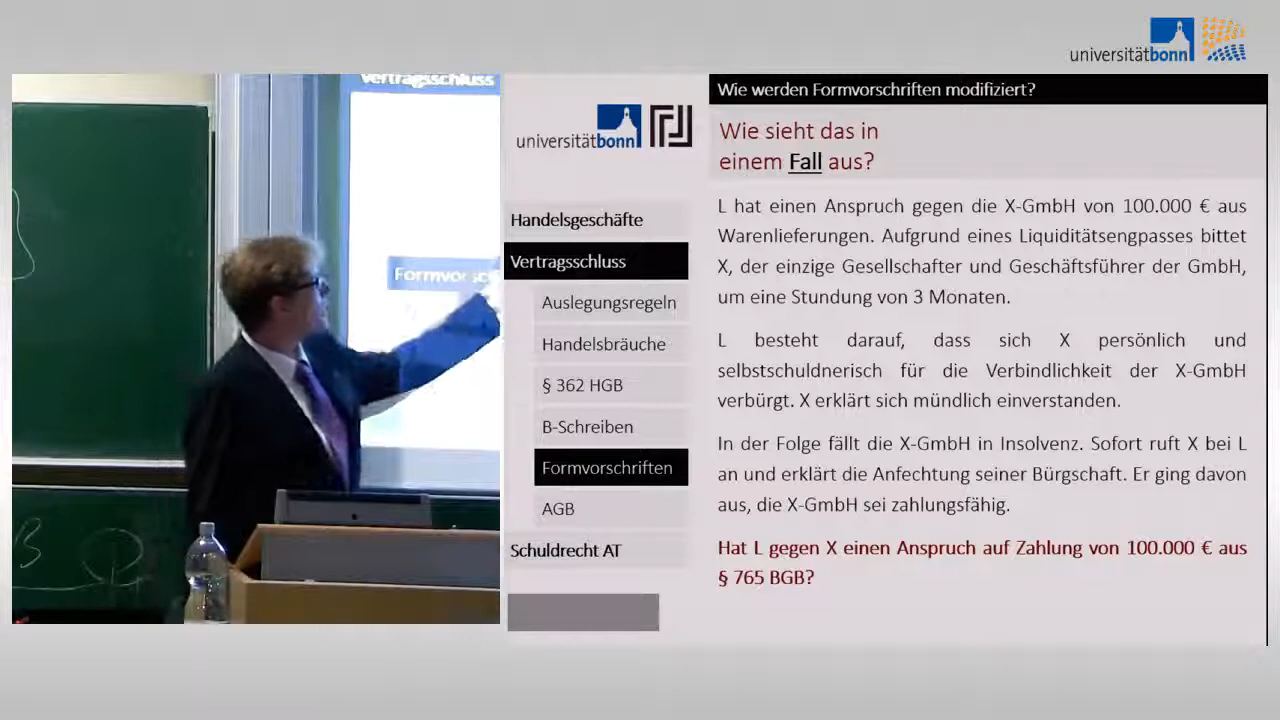 universitätbonn
Vertragsschluss
Formvorsc
universitätbonn
Handelsgeschäfte
Vertragsschluss
Auslegungsregeln
Handelsbräuche
§ 362 HGB
B-Schreiben
Formvorschriften
AGB
Schuldrecht AT
Wie werden Formvorschriften modifiziert?
Wie sieht das in
einem Fall aus?
L hat einen Anspruch gegen die X-GmbH von 100.000 € aus
Warenlieferungen. Aufgrund eines Liquiditätsengpasses bittet
X, der einzige Gesellschafter und Geschäftsführer der GmbH,
um eine Stundung von 3 Monaten.
L besteht darauf, dass sich X persönlich und
selbstschuldnerisch für die Verbindlichkeit der X-GmbH
verbürgt. X erklärt sich mündlich einverstanden.
In der Folge fällt die X-GmbH in Insolvenz. Sofort ruft X bei L
an und erklärt die Anfechtung seiner Bürgschaft. Er ging davon
aus, die X-GmbH sei zahlungsfähig.
Hat L gegen X einen Anspruch auf Zahlung von 100.000 € aus
§ 765 BGB?